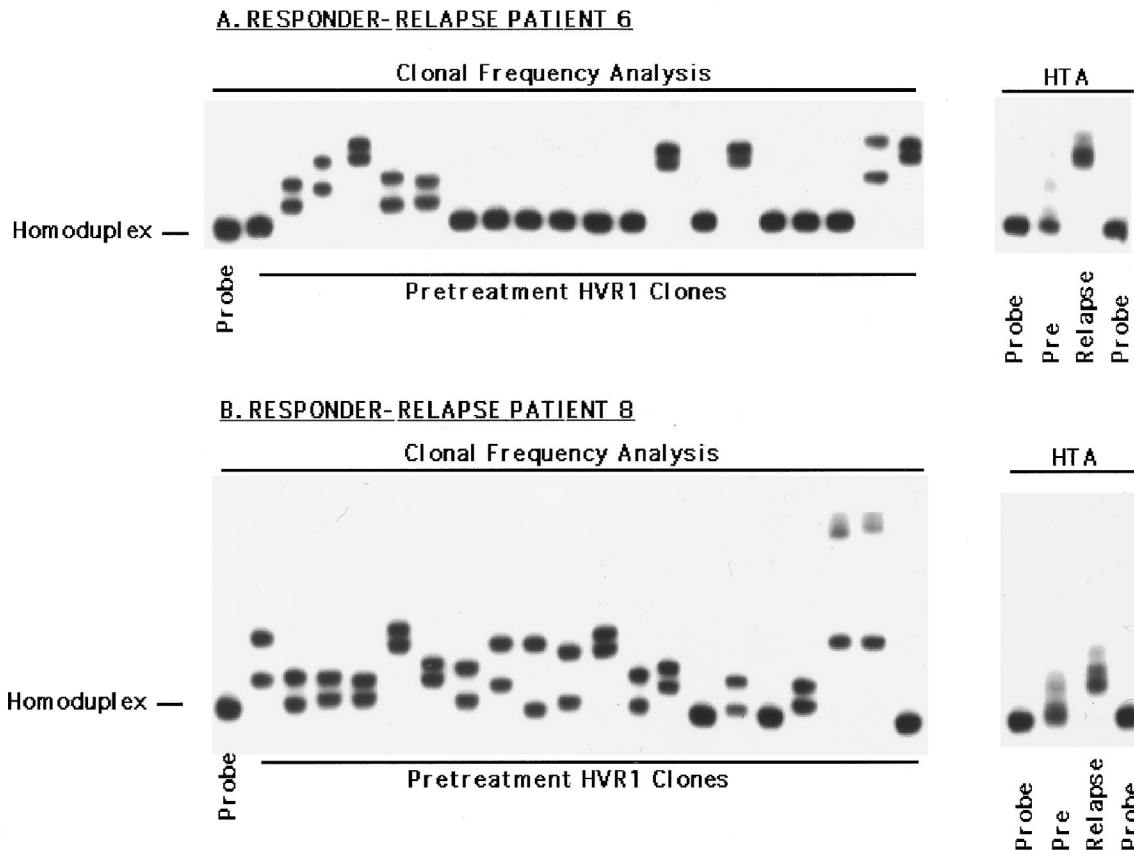 A. RESPONDER-RELAPSE PATIENT 6
Clonal Frequency Analysis
HTA
Homoduplex
Probe
Pretreatment HVR1 Clones
Probe
Pre
Relapse
Probe
B. RESPONDER-RELAPSE PATIENT 8
Clonal Frequency Analysis
HTA
Homoduplex
Probe
Pretreatment HVR1 Clones
Probe
Pre
Relapse
Probe